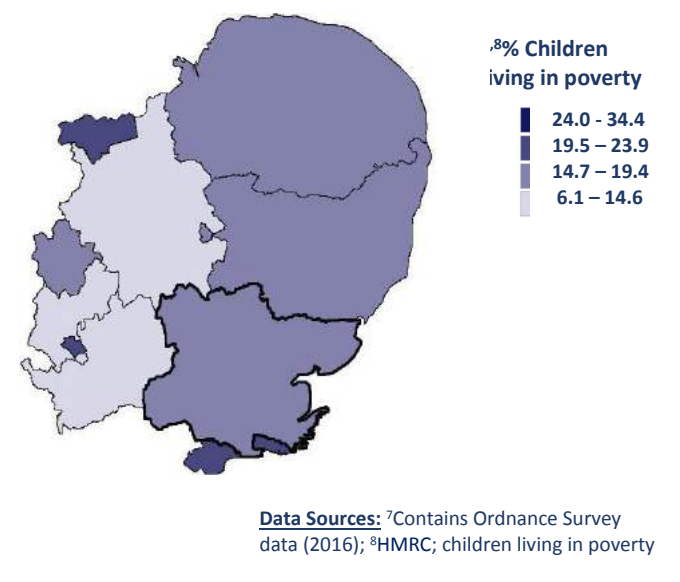 ,8% Children
iving in poverty
24.0 - 34.4
19.5 – 23.9
14.7 – 19.4
6.1 – 14.6
Data Sources: 7Contains Ordnance Survey
data (2016); 8HMRC; children living in poverty